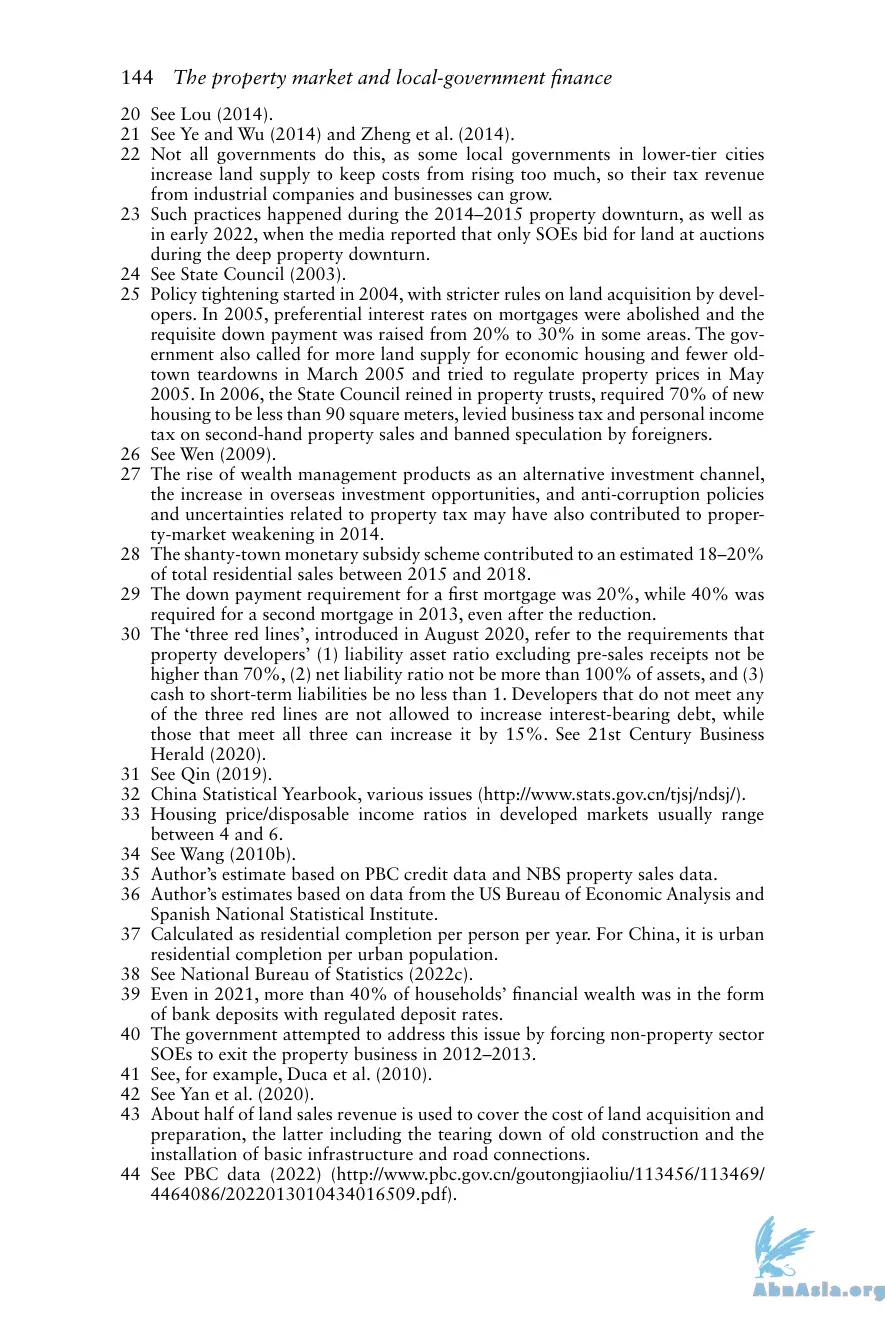 144 The property market and local-government finance
20 See Lou (2014).
21 See Ye and Wu (2014) and Zheng et al. (2014).
22 Not all governments do this, as some local governments in lower-tier cities
increase land supply to keep costs from rising too much, so their tax revenue
from industrial companies and businesses can grow.
23 Such practices happened during the 2014–2015 property downturn, as well as
in early 2022, when the media reported that only SOEs bid for land at auctions
during the deep property downturn.
24 See State Council (2003).
25 Policy tightening started in 2004, with stricter rules on land acquisition by devel-
opers. In 2005, preferential interest rates on mortgages were abolished and the
requisite down payment was raised from 20% to 30% in some areas. The gov-
ernment also called for more land supply for economic housing and fewer old-
town teardowns in March 2005 and tried to regulate property prices in May
2005. In 2006, the State Council reined in property trusts, required 70% of new
housing to be less than 90 square meters, levied business tax and personal income
tax on second-hand property sales and banned speculation by foreigners.
26 See Wen (2009).
27 The rise of wealth management products as an alternative investment channel,
the increase in overseas investment opportunities, and anti-corruption policies
and uncertainties related to property tax may have also contributed to proper-
ty-market weakening in 2014.
28 The shanty-town monetary subsidy scheme contributed to an estimated 18–20%
of total residential sales between 2015 and 2018.
29 The down payment requirement for a first mortgage was 20%, while 40% was
required for a second mortgage in 2013, even after the reduction.
30 The ‘three red lines’, introduced in August 2020, refer to the requirements that
property developers’ (1) liability asset ratio excluding pre-sales receipts not be
higher than 70%, (2) net liability ratio not be more than 100% of assets, and (3)
cash to short-term liabilities be no less than 1. Developers that do not meet any
of the three red lines are not allowed to increase interest-bearing debt, while
those that meet all three can increase it by 15%. See 21st Century Business
Herald (2020).
31 See Qin (2019).
32 China Statistical Yearbook, various issues (http://www.stats.gov.cn/tjsj/ndsj/).
33 Housing price/disposable income ratios in developed markets usually range
between 4 and 6.
34 See Wang (2010b).
35 Author’s estimate based on PBC credit data and NBS property sales data.
36 Author’s estimates based on data from the US Bureau of Economic Analysis and
Spanish National Statistical Institute.
37 Calculated as residential completion per person per year. For China, it is urban
residential completion per urban population.
38 See National Bureau of Statistics (2022c).
39 Even in 2021, more than 40% of households’ financial wealth was in the form
of bank deposits with regulated deposit rates.
40 The government attempted to address this issue by forcing non-property sector
SOEs to exit the property business in 2012–2013.
41 See, for example, Duca et al. (2010).
42 See Yan et al. (2020).
43 About half of land sales revenue is used to cover the cost of land acquisition and
preparation, the latter including the tearing down of old construction and the
installation of basic infrastructure and road connections.
44 See PBC data (2022) (http://www.pbc.gov.cn/goutongjiaoliu/113456/113469/
4464086/2022013010434016509.pdf).
AbnAsia.org